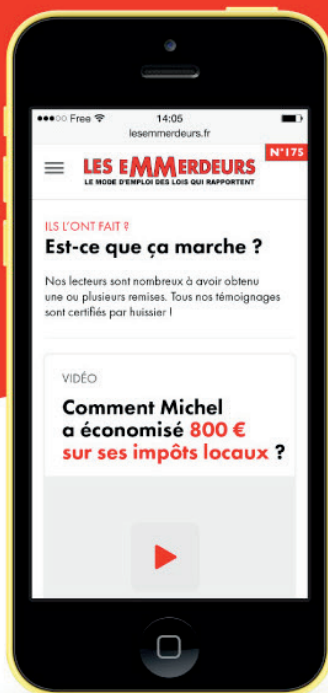 Free 14:05
lesemmerdeurs.fr
N°175
LES EMMERDEURS
LE MODE D'EMPLOI DES LOIS QUI RAPPORTENT
ILS L'ONT FAIT ?
Est-ce que ça marche ?
Nos lecteurs sont nombreux à avoir obtenu
une ou plusieurs remises. Tous nos témoignages
sont certifiés par huissier !
VIDÉO
Comment Michel
a économisé 800 €
sur ses impôts locaux ?